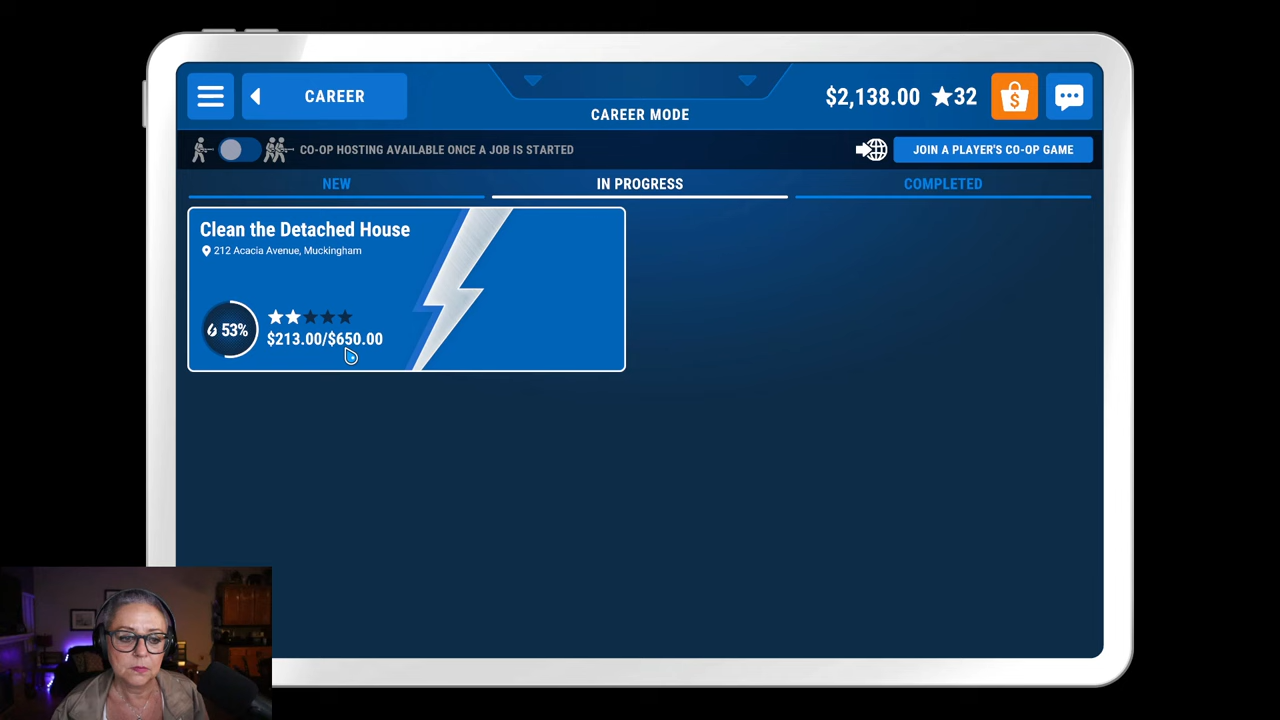 CAREER
CAREER MODE
$2,138.00 ★32
CO-OP HOSTING AVAILABLE ONCE A JOB IS STARTED
JOIN A PLAYER'S CO-OP GAME
NEW
IN PROGRESS
COMPLETED
Clean the Detached House
212 Acacia Avenue, Muckingham
53%
$213.00/$650.00